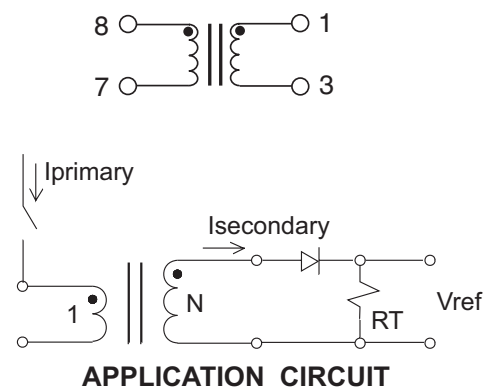 8 1
7 3
Iprimary
Isecondary
1 N RT Vref
APPLICATION CIRCUIT